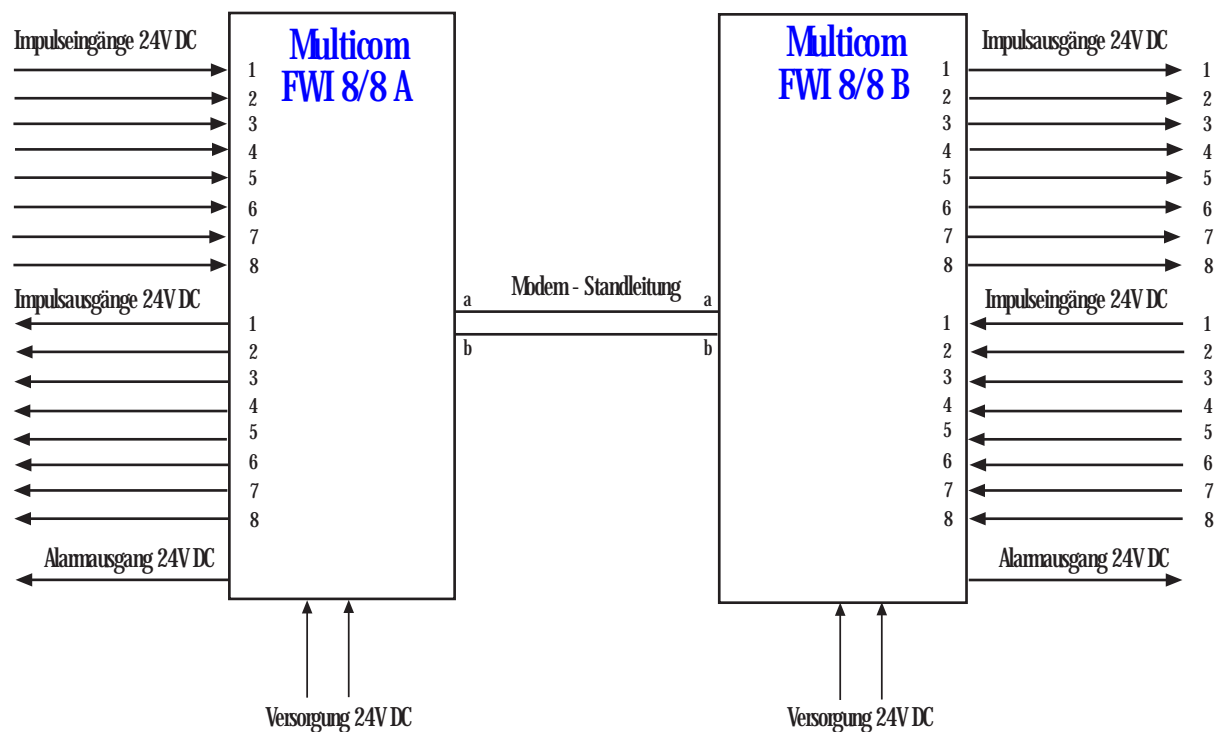 Impulseingänge 24V DC
1
2
3
4
5
6
7
8
Impulsausgänge 24V DC
1
2
3
4
5
6
7
8
Alarmausgang 24V DC
Multicom
FWI 8/8 A
Versorgung 24V DC
Modem - Standleitung
a
a
b
b
Multicom
FWI 8/8 B
Impulsausgänge 24V DC
1 1
2 2
3 3
4 4
5 5
6 6
7 7
8 8
Impulseingänge 24V DC
1 1
2 2
3 3
4 4
5 5
6 6
7 7
8 8
Alarmausgang 24V DC
Versorgung 24V DC